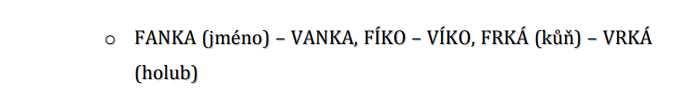 ○ FANKA (jméno) – VANKA, FÍKO – VÍKO, FRKÁ (kůň) – VRKÁ
(holub)